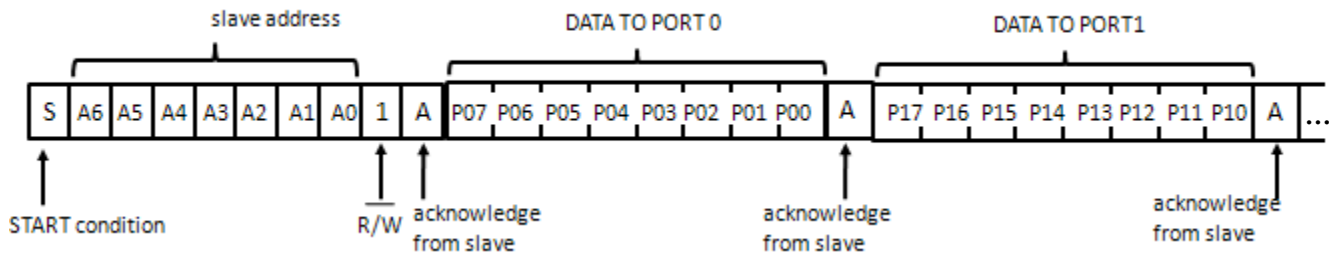 slave address
DATA TO PORT 0
DATA TO PORT1
S A6 A5 A4 A3 A2 A1 A0 1 A P07 P06 P05 P04 P03 P02 P01 P00 A P17 P16 P15 P14 P13 P12 P11 P10 A ...
START condition
R/W
acknowledge
from slave
acknowledge
from slave
acknowledge
from slave